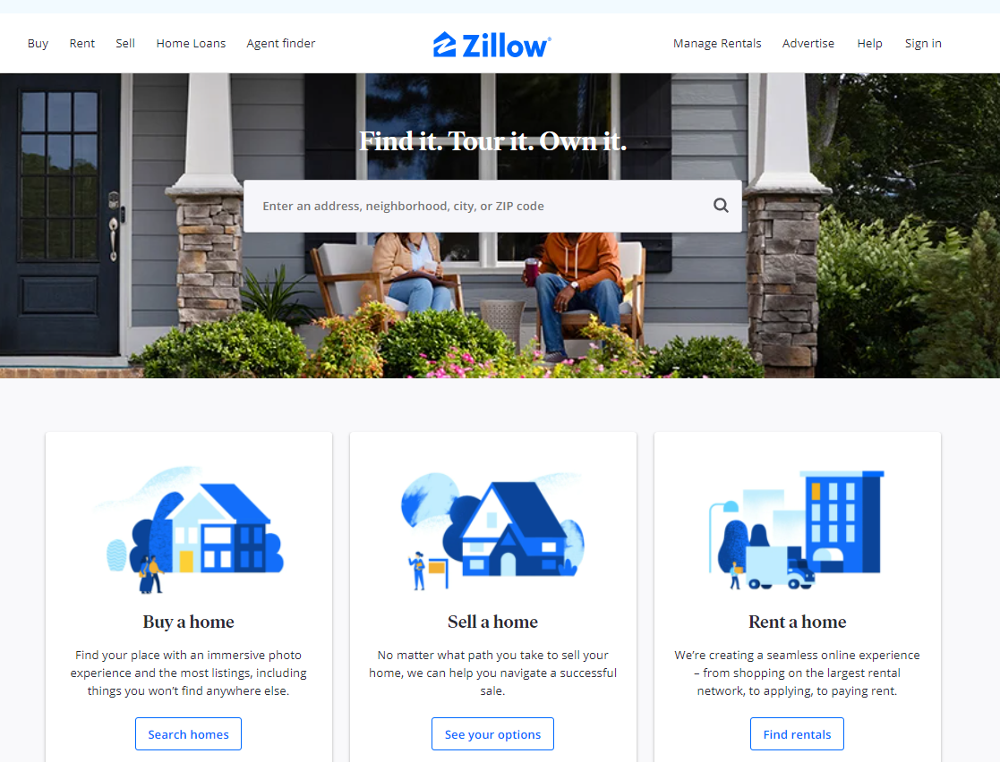 Buy Rent Sell Home Loans Agent finder Zillow® Manage Rentals Advertise Help Sign in
Find it. Tour it. Own it.
Enter an address, neighborhood, city, or ZIP code
Buy a home
Find your place with an immersive photo
experience and the most listings, including
things you won’t find anywhere else.
Search homes
Sell a home
No matter what path you take to sell your
home, we can help you navigate a successful
sale.
See your options
Rent a home
We’re creating a seamless online experience
– from shopping on the largest rental
network, to applying, to paying rent.
Find rentals